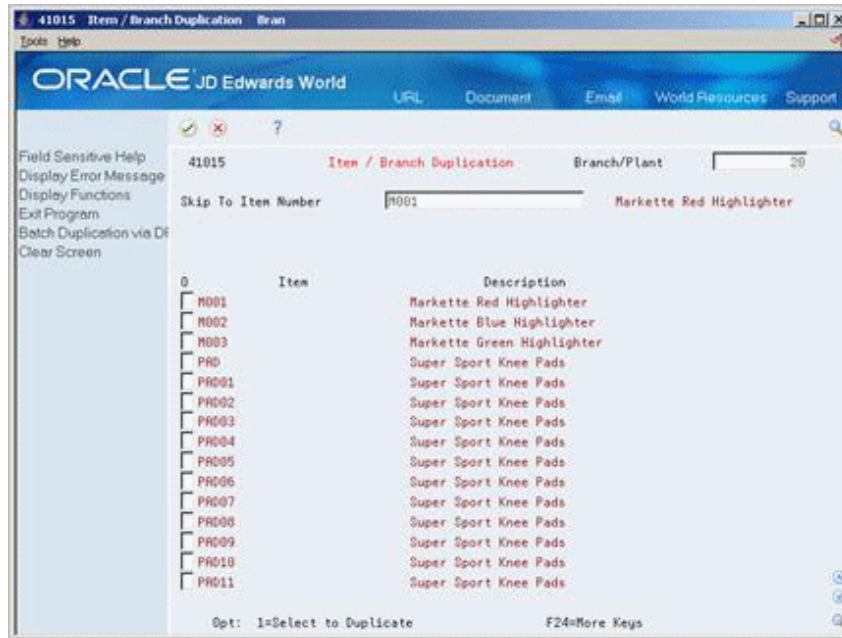 41015 Item / Branch Duplication Bran
Tools Help
ORACLE JD Edwards World
URL Document Email World Resources Support
?
Field Sensitive Help
Display Error Message
Display Functions
Exit Program
Batch Duplication via DR
Clear Screen
41015 Item / Branch Duplication Branch/Plant 20
Skip To Item Number M001 Markette Red Highlighter
O Item Description
M001 Markette Red Highlighter
M002 Markette Blue Highlighter
M003 Markette Green Highlighter
PAD Super Sport Knee Pads
PAD01 Super Sport Knee Pads
PAD02 Super Sport Knee Pads
PAD03 Super Sport Knee Pads
PAD04 Super Sport Knee Pads
PAD05 Super Sport Knee Pads
PAD06 Super Sport Knee Pads
PAD07 Super Sport Knee Pads
PAD08 Super Sport Knee Pads
PAD09 Super Sport Knee Pads
PAD10 Super Sport Knee Pads
PAD11 Super Sport Knee Pads
Opt: 1=Select to Duplicate F24=More Keys